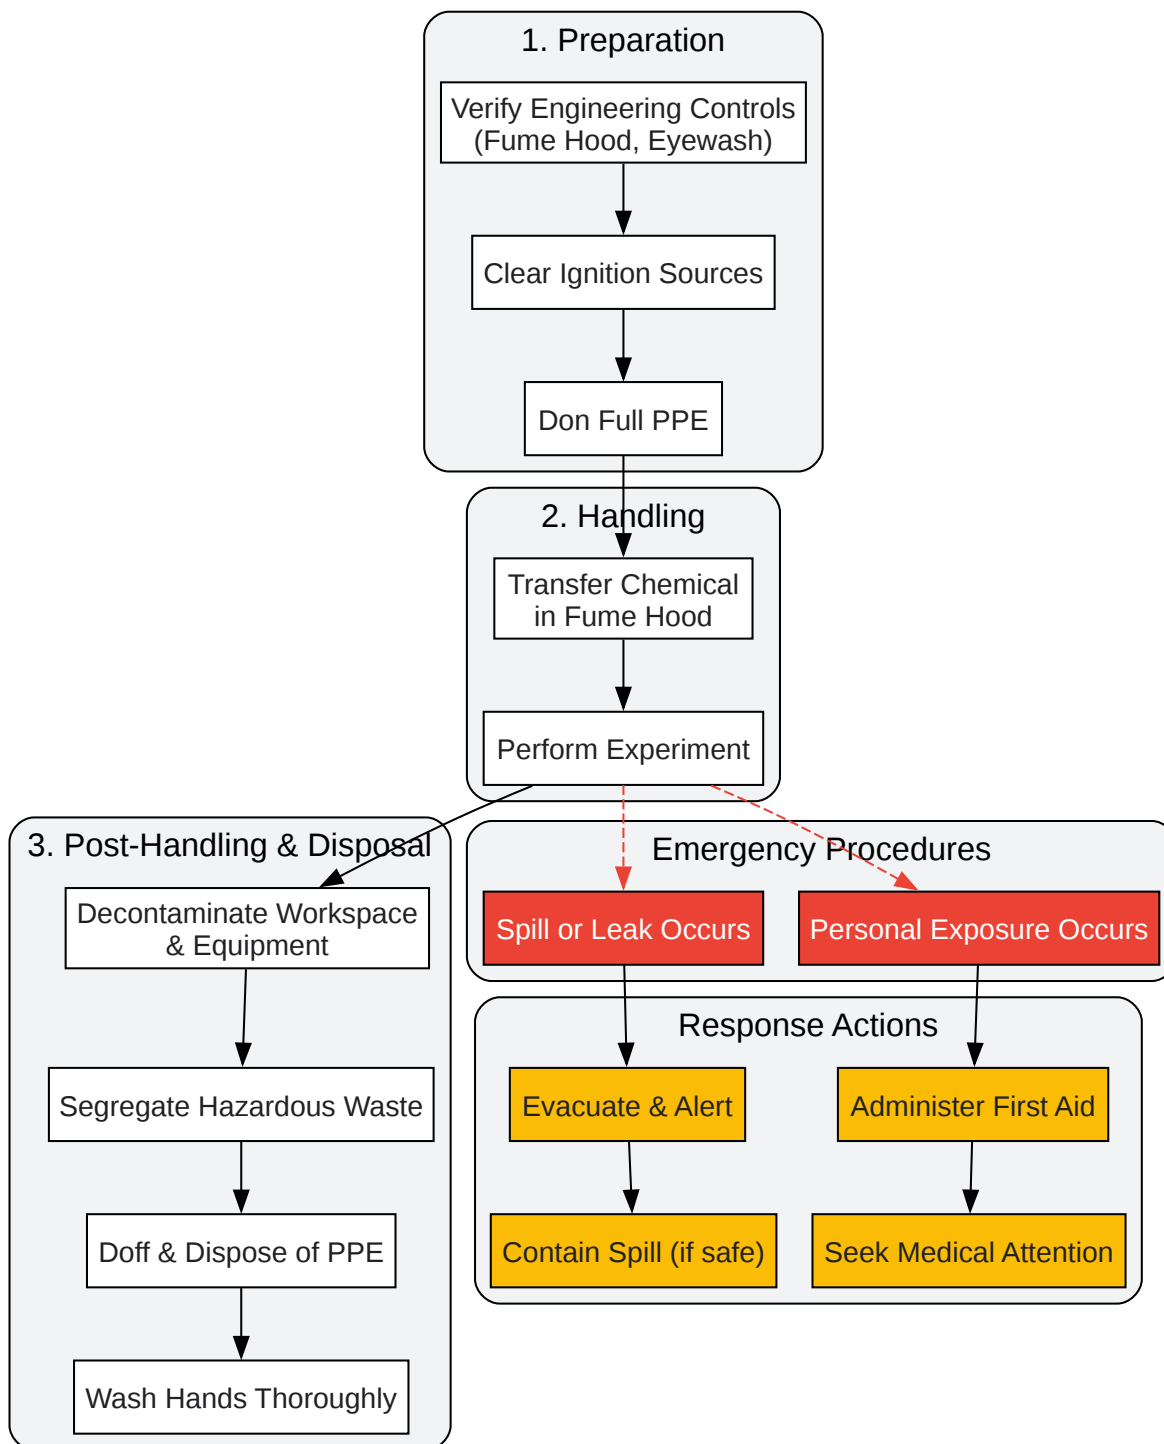 1. Preparation
Verify Engineering Controls
(Fume Hood, Eyewash)
Clear Ignition Sources
Don Full PPE
2. Handling
Transfer Chemical
in Fume Hood
Perform Experiment
3. Post-Handling & Disposal
Decontaminate Workspace
& Equipment
Segregate Hazardous Waste
Doff & Dispose of PPE
Wash Hands Thoroughly
Emergency Procedures
Spill or Leak Occurs
Personal Exposure Occurs
Response Actions
Evacuate & Alert
Administer First Aid
Contain Spill (if safe)
Seek Medical Attention